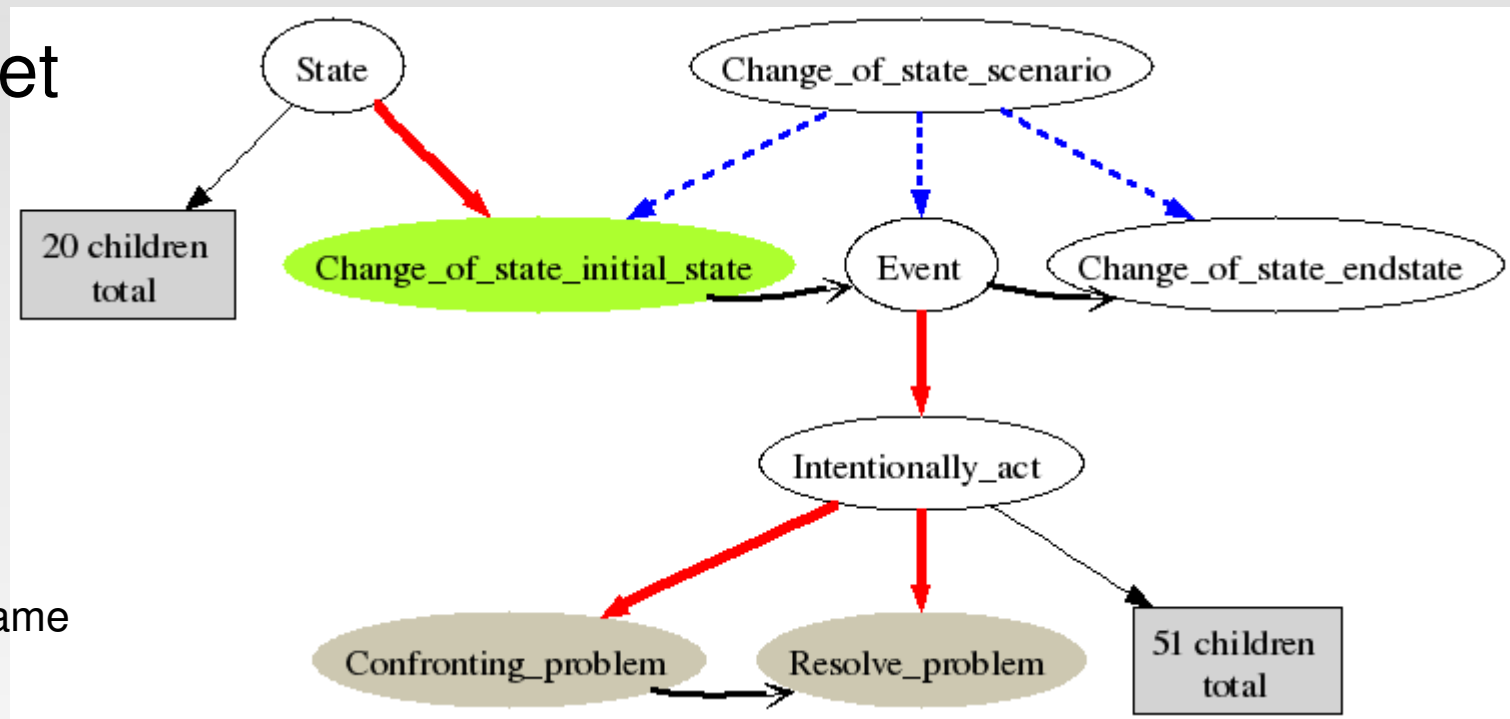 et
State
Change_of_state_scenario
20 children
total
Change_of_state_initial_state
Event
Change_of_state_endstate
Intentionally_act
ame
Confronting_problem
Resolve_problem
51 children
total